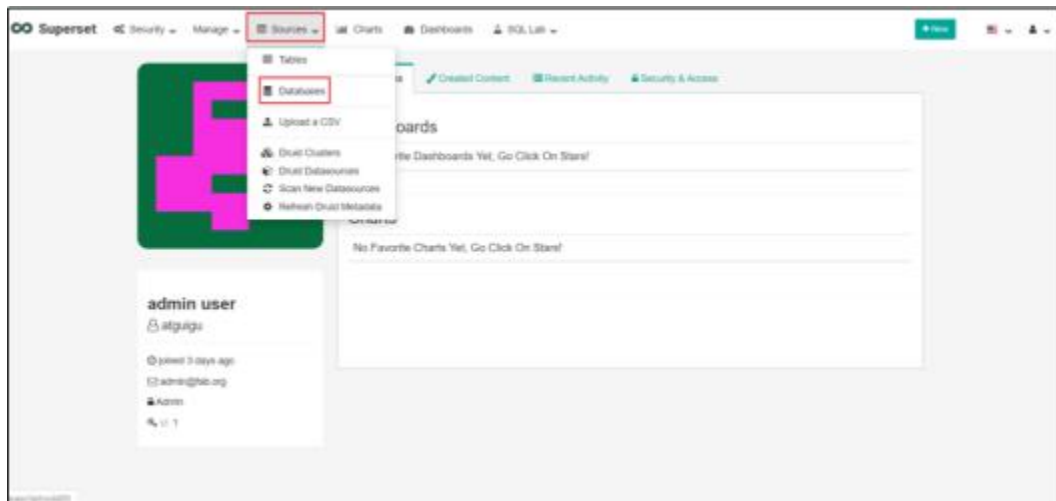 Superset Security Manage Sources Charts Dashboards SQL Lab + New
Tables
Databases
Upload a CSV
Druid Clusters
Druid Datasources
Scan New Datasources
Refresh Druid Metadata
Created Content Recent Activity Security & Access
oards
Dashboards Yet, Go Click On Stars!
Charts
No Favorite Charts Yet, Go Click On Stars!
admin user
atguigu
joined 3 days ago
admin@fab.org
Admin